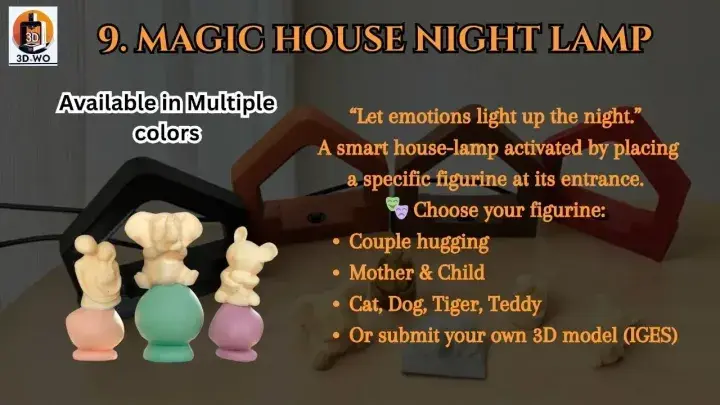 3D
3D-WO
9. MAGIC HOUSE NIGHT LAMP
Available in Multiple
colors
“Let emotions light up the night.”
A smart house-lamp activated by placing
a specific figurine at its entrance.
🎭 Choose your figurine:
• Couple hugging
• Mother & Child
• Cat, Dog, Tiger, Teddy
• Or submit your own 3D model (IGES)